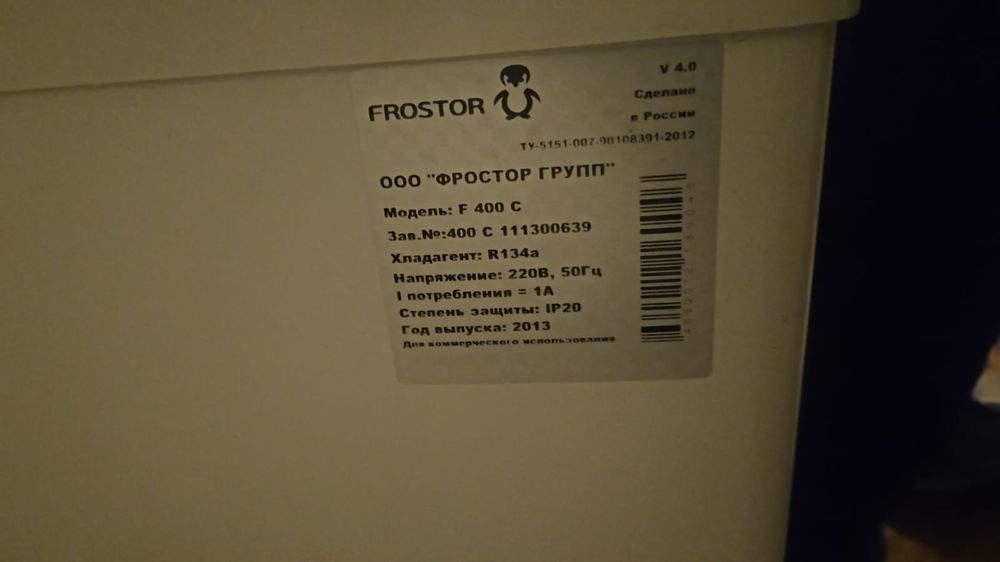 FROSTOR
V 4.0
Сделано
в России
ТУ-5151-007-90108391-2012
ООО "ФРОСТОР ГРУПП"
Модель: F 400 C
Зав.№:400 С 111300639
Хладагент: R134a
Напряжение: 220В, 50Гц
I потребления = 1А
Степень защиты: IP20
Год выпуска: 2013
Для коммерческого использования